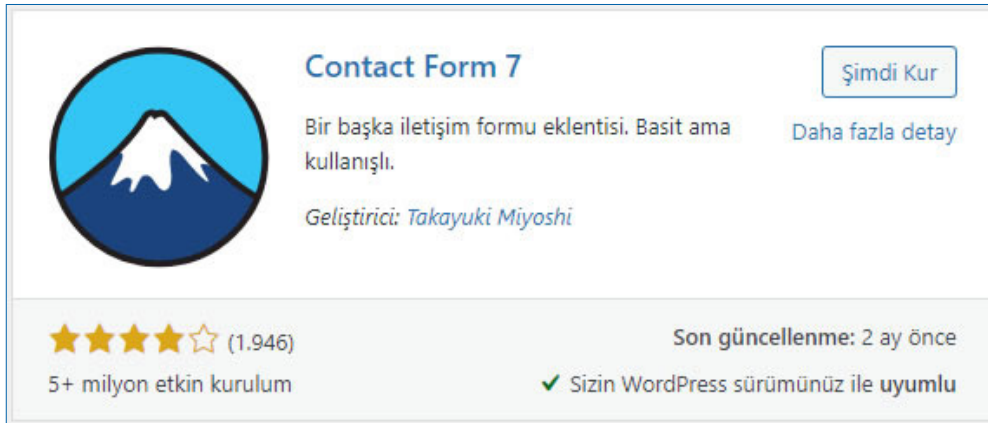 Contact Form 7
Şimdi Kur
Bir başka iletişim formu eklentisi. Basit ama
kullanışlı.
Daha fazla detay
Geliştirici: Takayuki Miyoshi
(1.946)
Son güncellenme: 2 ay önce
5+ milyon etkin kurulum
Sizin WordPress sürümünüz ile uyumlu